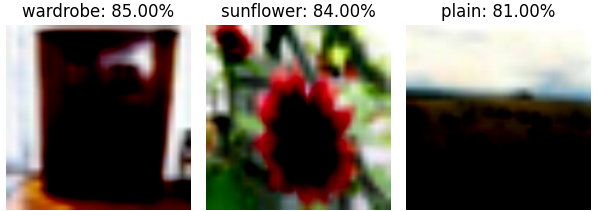 wardrobe: 85.00%
sunflower: 84.00%
plain: 81.00%